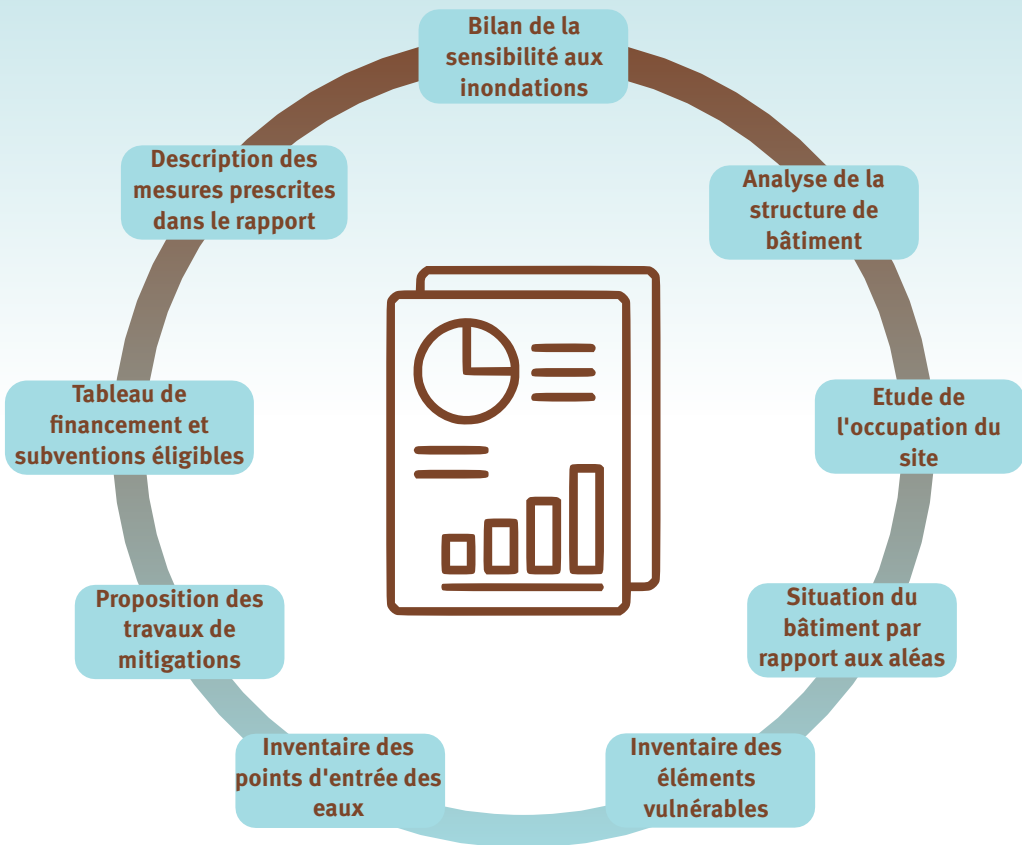 Bilan de la
sensibilité aux
inondations
Analyse de la
structure de
bâtiment
Etude de
l'occupation du
site
Situation du
bâtiment par
rapport aux aléas
Inventaire des
éléments
vulnérables
Inventaire des
points d'entrée des
eaux
Proposition des
travaux de
mitigations
Tableau de
financement et
subventions éligibles
Description des
mesures prescrites
dans le rapport